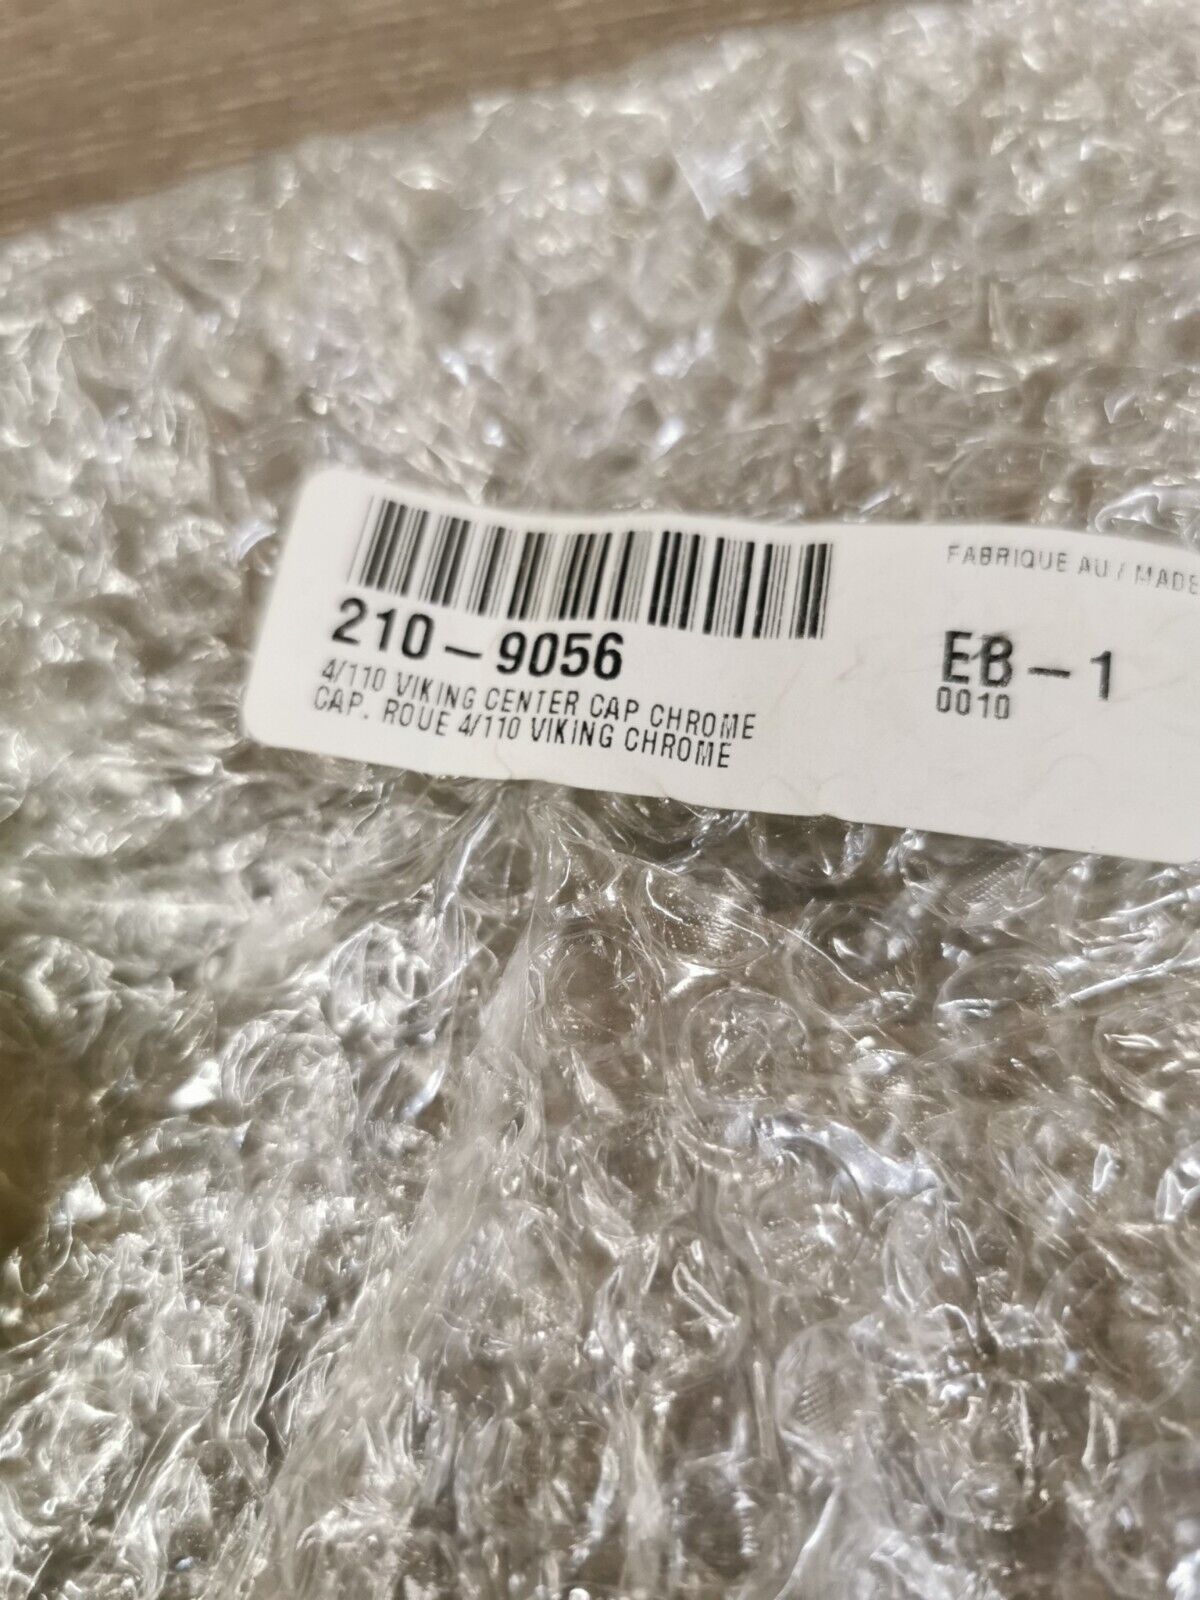 210-9056
4/110 VIKING CENTER CAP CHROME
CAP. ROUE 4/110 VIKING CHROME
FABRIQUE AU / MADE
EB-1
0010